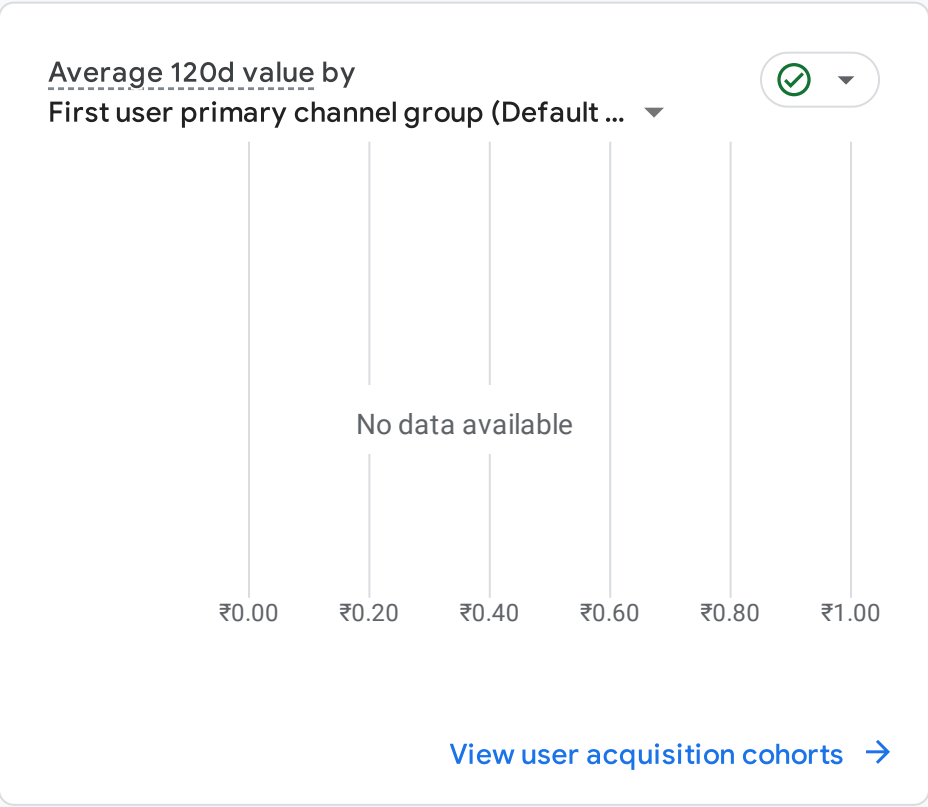 Average 120d value by
First user primary channel group (Default ...
No data available
₹0.00 ₹0.20 ₹0.40 ₹0.60 ₹0.80 ₹1.00
View user acquisition cohorts